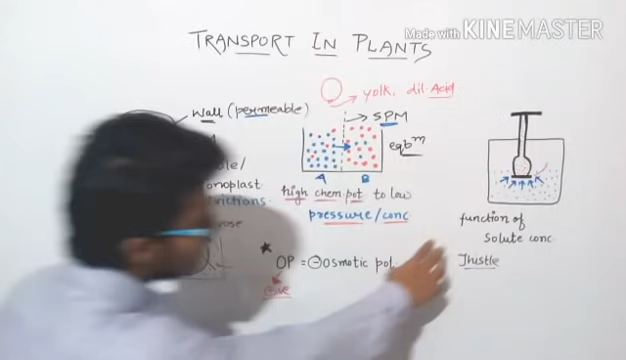 Made with KINEMASTER
TRANSPORT IN PLANTS
Wall (permeable)
yolk, dil. Acid
SPM
eqbm
A B
high chem pot to low
pressure/conc
function of
solute conc
OP = ⊖osmotic pot.
Thistle
⊕ve